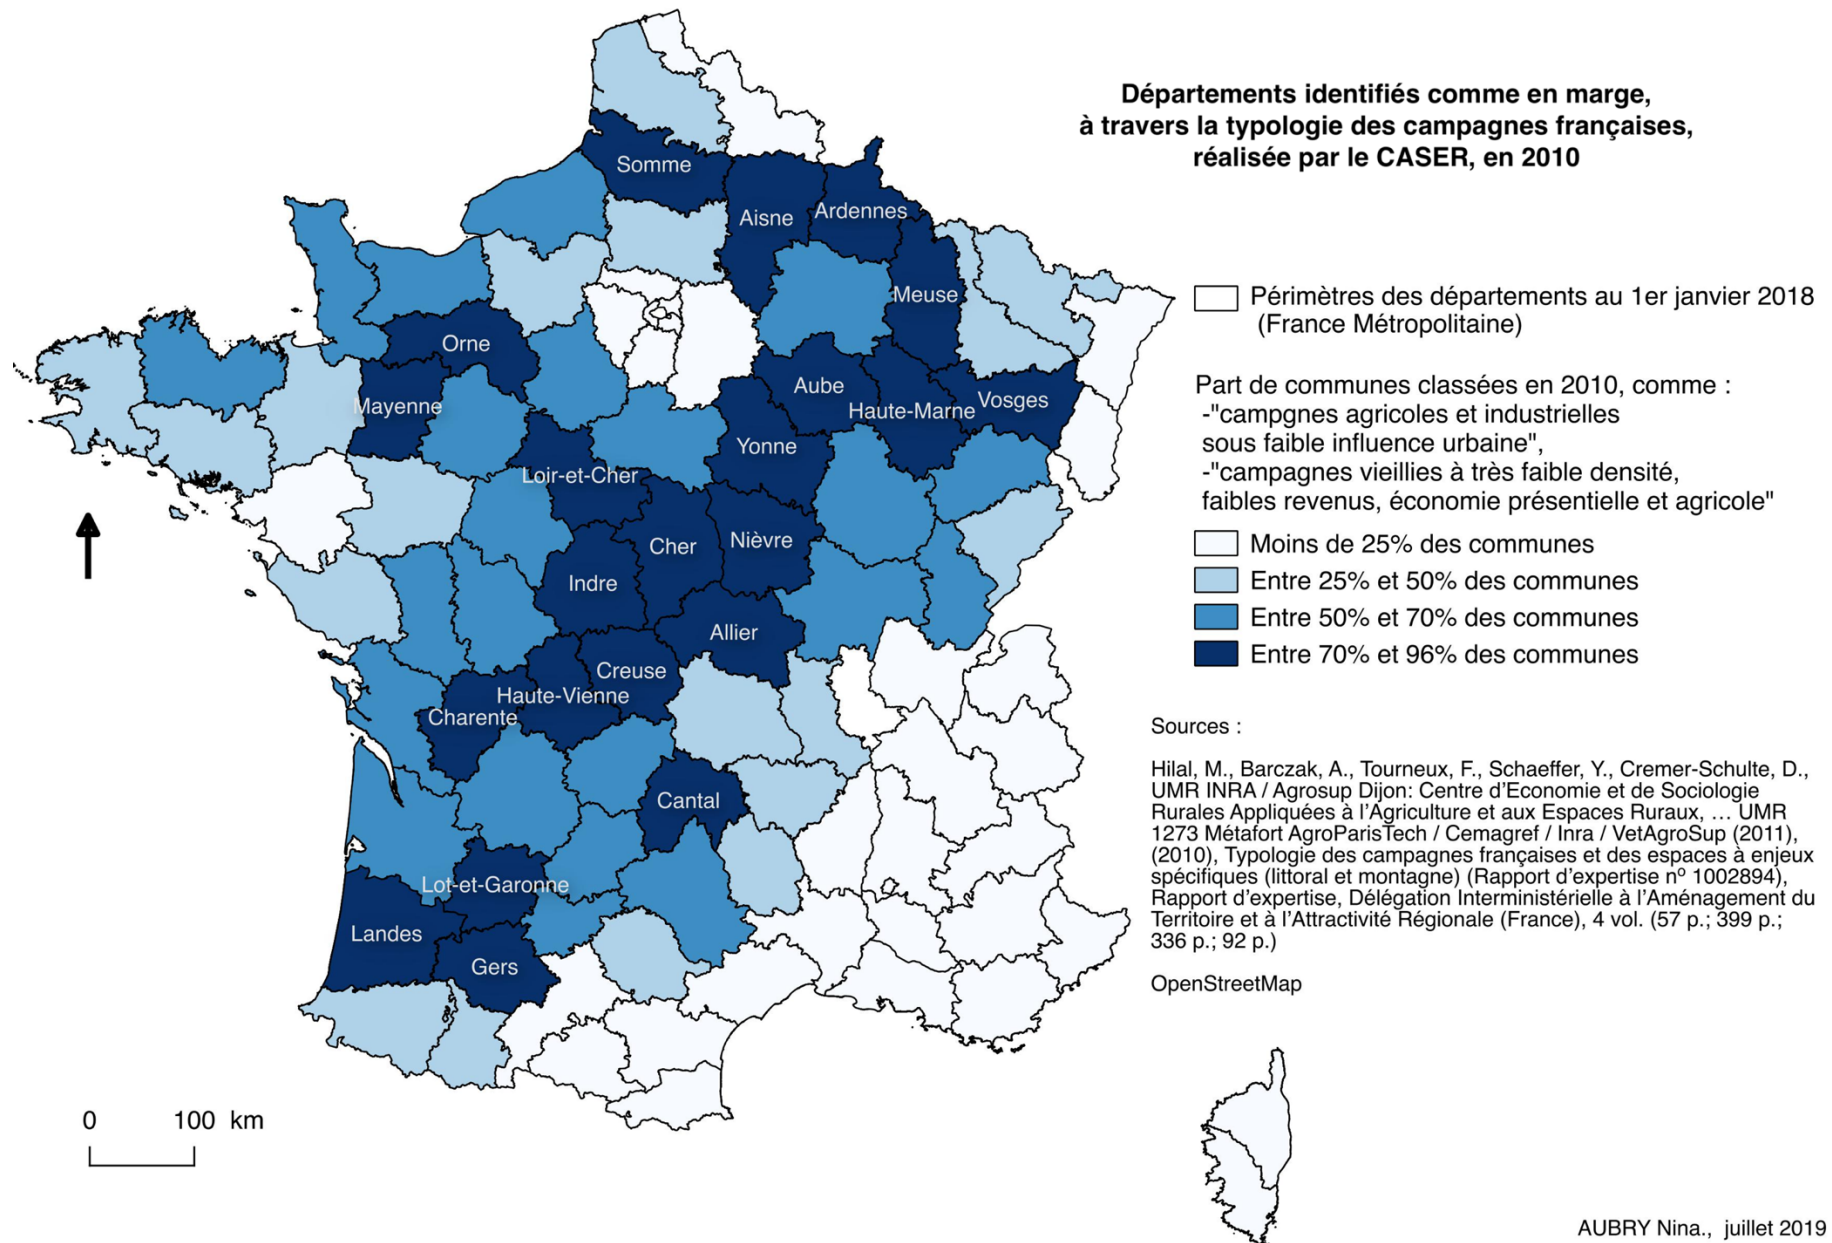 Départements identifiés comme en marge,
à travers la typologie des campagnes françaises,
réalisée par le CASER, en 2010
Somme
Aisne
Ardennes
Meuse
Orne
Mayenne
Aube
Haute-Marne
Vosges
Yonne
Loir-et-Cher
Cher
Nièvre
Indre
Allier
Creuse
Haute-Vienne
Charente
Cantal
Lot-et-Garonne
Landes
Gers
Périmètres des départements au 1er janvier 2018
(France Métropolitaine)
Part de communes classées en 2010, comme :
-"campgnes agricoles et industrielles
sous faible influence urbaine",
-"campagnes vieillies à très faible densité,
faibles revenus, économie présentielle et agricole"
Moins de 25% des communes
Entre 25% et 50% des communes
Entre 50% et 70% des communes
Entre 70% et 96% des communes
Sources :
Hilal, M., Barczak, A., Tourneux, F., Schaeffer, Y., Cremer-Schulte, D.,
UMR INRA / Agrosup Dijon: Centre d'Economie et de Sociologie
Rurales Appliquées à l'Agriculture et aux Espaces Ruraux, … UMR
1273 Métafort AgroParisTech / Cemagref / Inra / VetAgroSup (2011),
(2010), Typologie des campagnes françaises et des espaces à enjeux
spécifiques (littoral et montagne) (Rapport d'expertise nº 1002894),
Rapport d'expertise, Délégation Interministérielle à l'Aménagement du
Territoire et à l'Attractivité Régionale (France), 4 vol. (57 p.; 399 p.;
336 p.; 92 p.)
OpenStreetMap
0 100 km
AUBRY Nina., juillet 2019